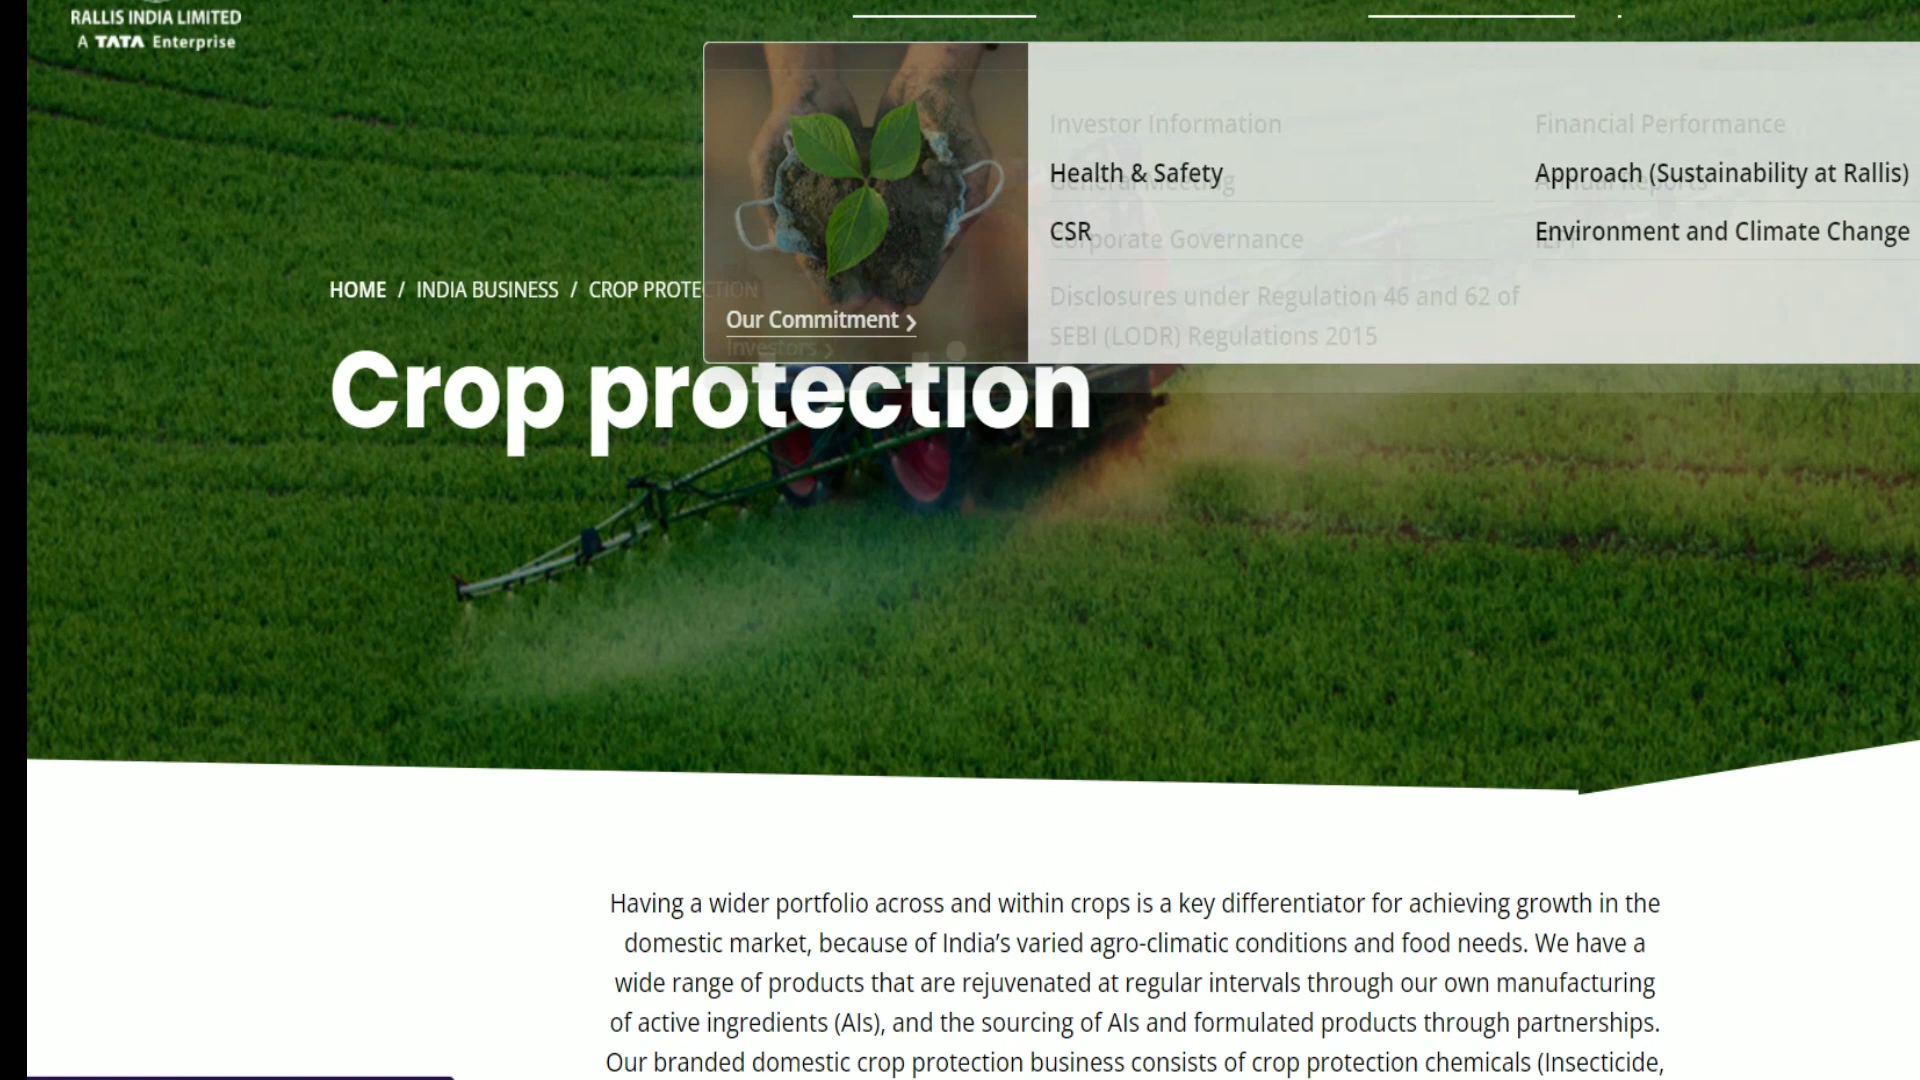 RALLIS INDIA LIMITED
A TATA Enterprise
Investor Information
Financial Performance
Health & Safety
General Meeting
Approach (Sustainability at Rallis)
Annual Reports
CSR
Corporate Governance
Environment and Climate Change
HOME / INDIA BUSINESS / CROP PROTECTION
Disclosures under Regulation 46 and 62 of
SEBI (LODR) Regulations 2015
Our Commitment >
Investors >
Crop protection
Having a wider portfolio across and within crops is a key differentiator for achieving growth in the
domestic market, because of India’s varied agro-climatic conditions and food needs. We have a
wide range of products that are rejuvenated at regular intervals through our own manufacturing
of active ingredients (AIs), and the sourcing of AIs and formulated products through partnerships.
Our branded domestic crop protection business consists of crop protection chemicals (Insecticide,